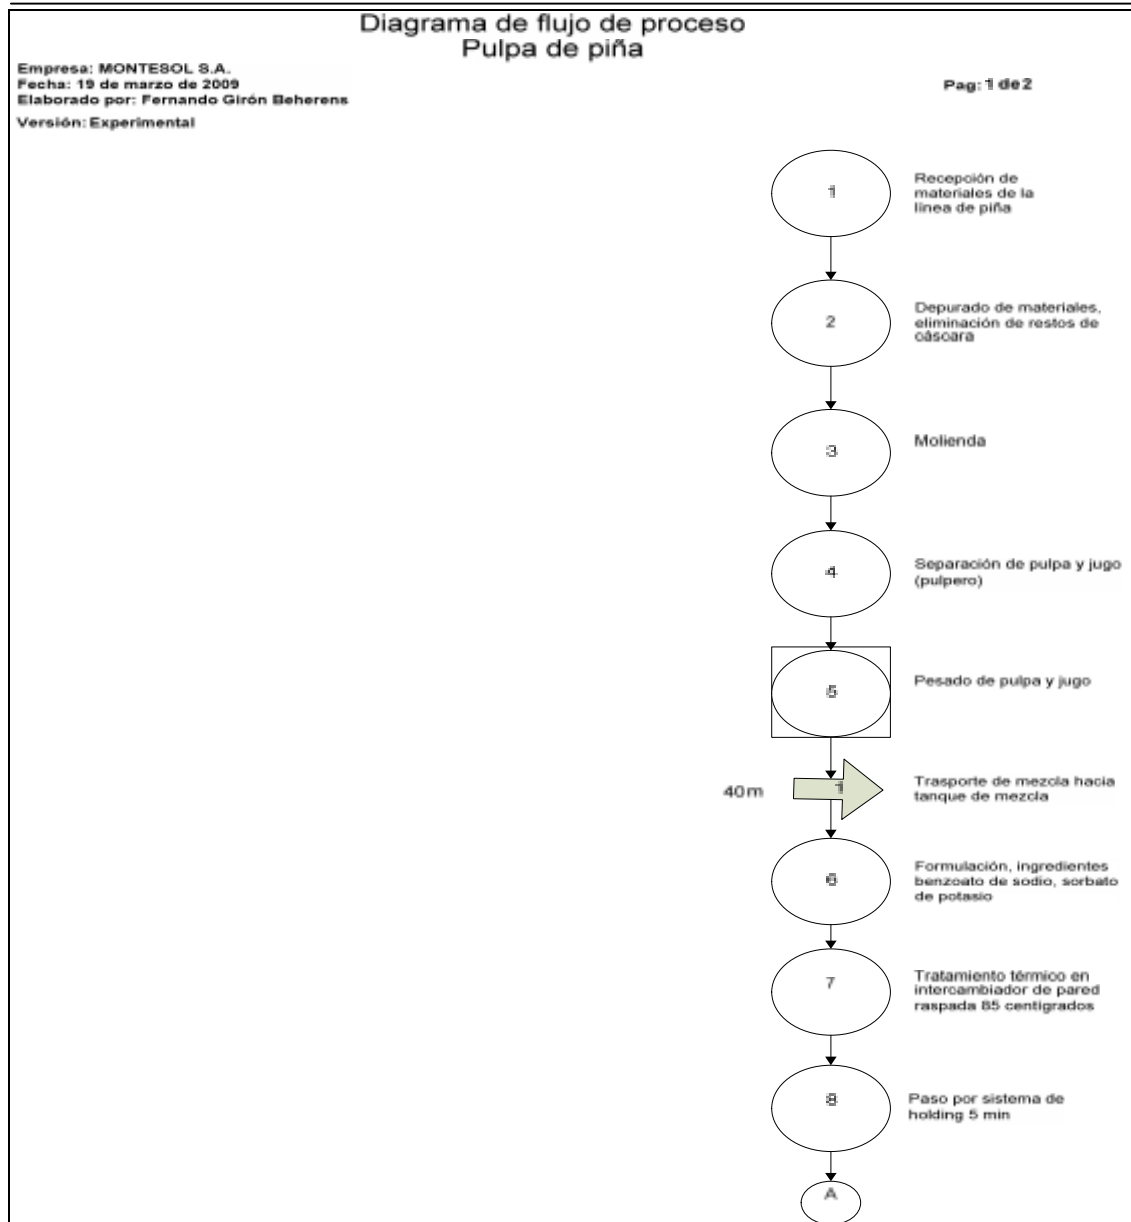 Diagrama de flujo de proceso
Pulpa de piña
Empresa: MONTESOL S.A.
Fecha: 19 de marzo de 2009
Elaborado por: Fernando Girón Beherens
Pag: 1 de 2
Versión: Experimental
1
Recepción de
materiales de la
línea de piña
2
Depurado de materiales,
eliminación de restos de
cáscara
3
Molienda
4
Separación de pulpa y jugo
(pulpero)
5
Pesado de pulpa y jugo
40m
1
Trasporte de mezcla hacia
tanque de mezcla
6
Formulación, ingredientes
benzoato de sodio, sorbato
de potasio
7
Tratamiento térmico en
intercambiador de pared
raspada 85 centigrados
8
Paso por sistema de
holding 5 min
A